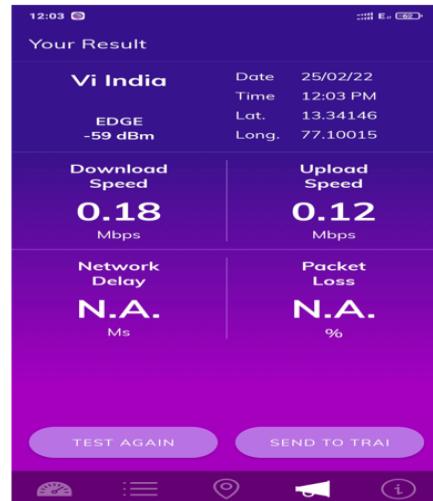 12:03
62
Your Result
Vi India
EDGE
-59 dBm
Date 25/02/22
Time 12:03 PM
Lat. 13.34146
Long. 77.10015
Download
Speed
0.18
Mbps
Upload
Speed
0.12
Mbps
Network
Delay
N.A.
Ms
Packet
Loss
N.A.
%
TEST AGAIN
SEND TO TRAI